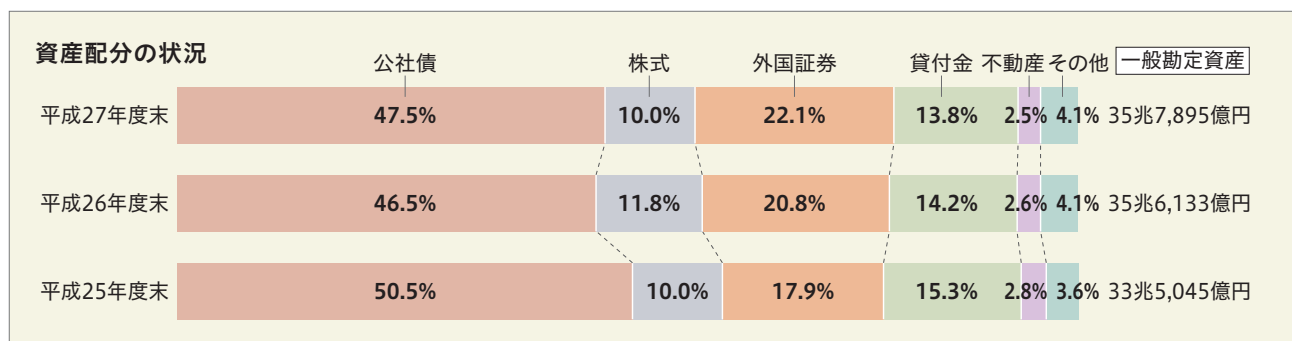 資産配分の状況
公社債 株式 外国証券 貸付金 不動産 その他 一般勘定資産
平成27年度末 47.5% 10.0% 22.1% 13.8% 2.5% 4.1% 35兆7,895億円
平成26年度末 46.5% 11.8% 20.8% 14.2% 2.6% 4.1% 35兆6,133億円
平成25年度末 50.5% 10.0% 17.9% 15.3% 2.8% 3.6% 33兆5,045億円